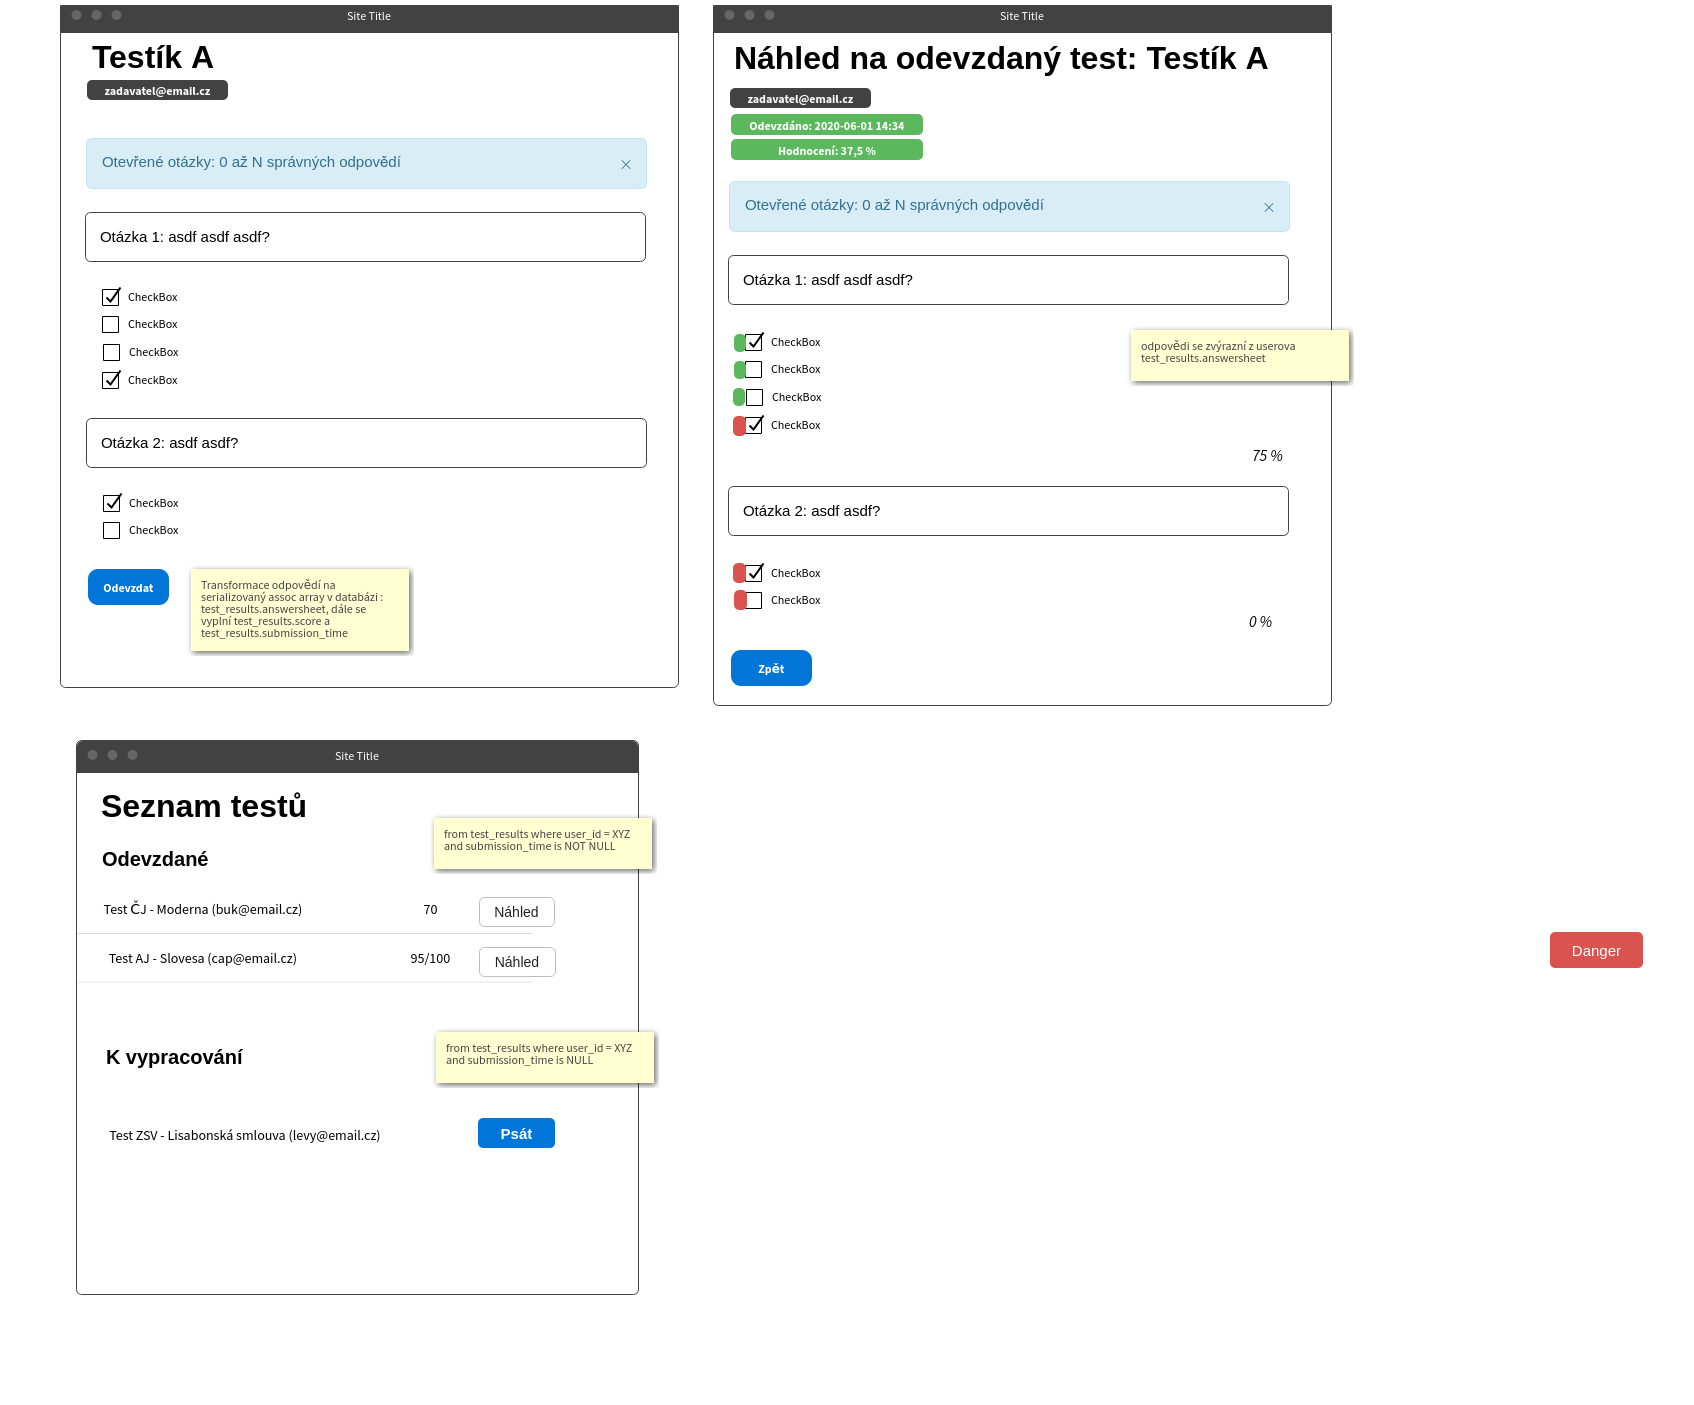 Site Title
Testík A
zadavatel@email.cz
Otevřené otázky: 0 až N správných odpovědí
×
Otázka 1: asdf asdf asdf?
CheckBox
CheckBox
CheckBox
CheckBox
Otázka 2: asdf asdf?
CheckBox
CheckBox
Odevzdat
Transformace odpovědí na
serializovaný assoc array v databázi :
test_results.answersheet, dále se
vyplní test_results.score a
test_results.submission_time
Site Title
Náhled na odevzdaný test: Testík A
zadavatel@email.cz
Odevzdáno: 2020-06-01 14:34
Hodnocení: 37,5 %
Otevřené otázky: 0 až N správných odpovědí
×
Otázka 1: asdf asdf asdf?
CheckBox
CheckBox
CheckBox
CheckBox
odpovědi se zvýrazní z userova
test_results.answersheet
75 %
Otázka 2: asdf asdf?
CheckBox
CheckBox
0 %
Zpět
Site Title
Seznam testů
from test_results where user_id = XYZ
and submission_time is NOT NULL
Odevzdané
Test ČJ - Moderna (buk@email.cz) 70 Náhled
Test AJ - Slovesa (cap@email.cz) 95/100 Náhled
from test_results where user_id = XYZ
and submission_time is NULL
K vypracování
Test ZSV - Lisabonská smlouva (levy@email.cz) Psát
Danger